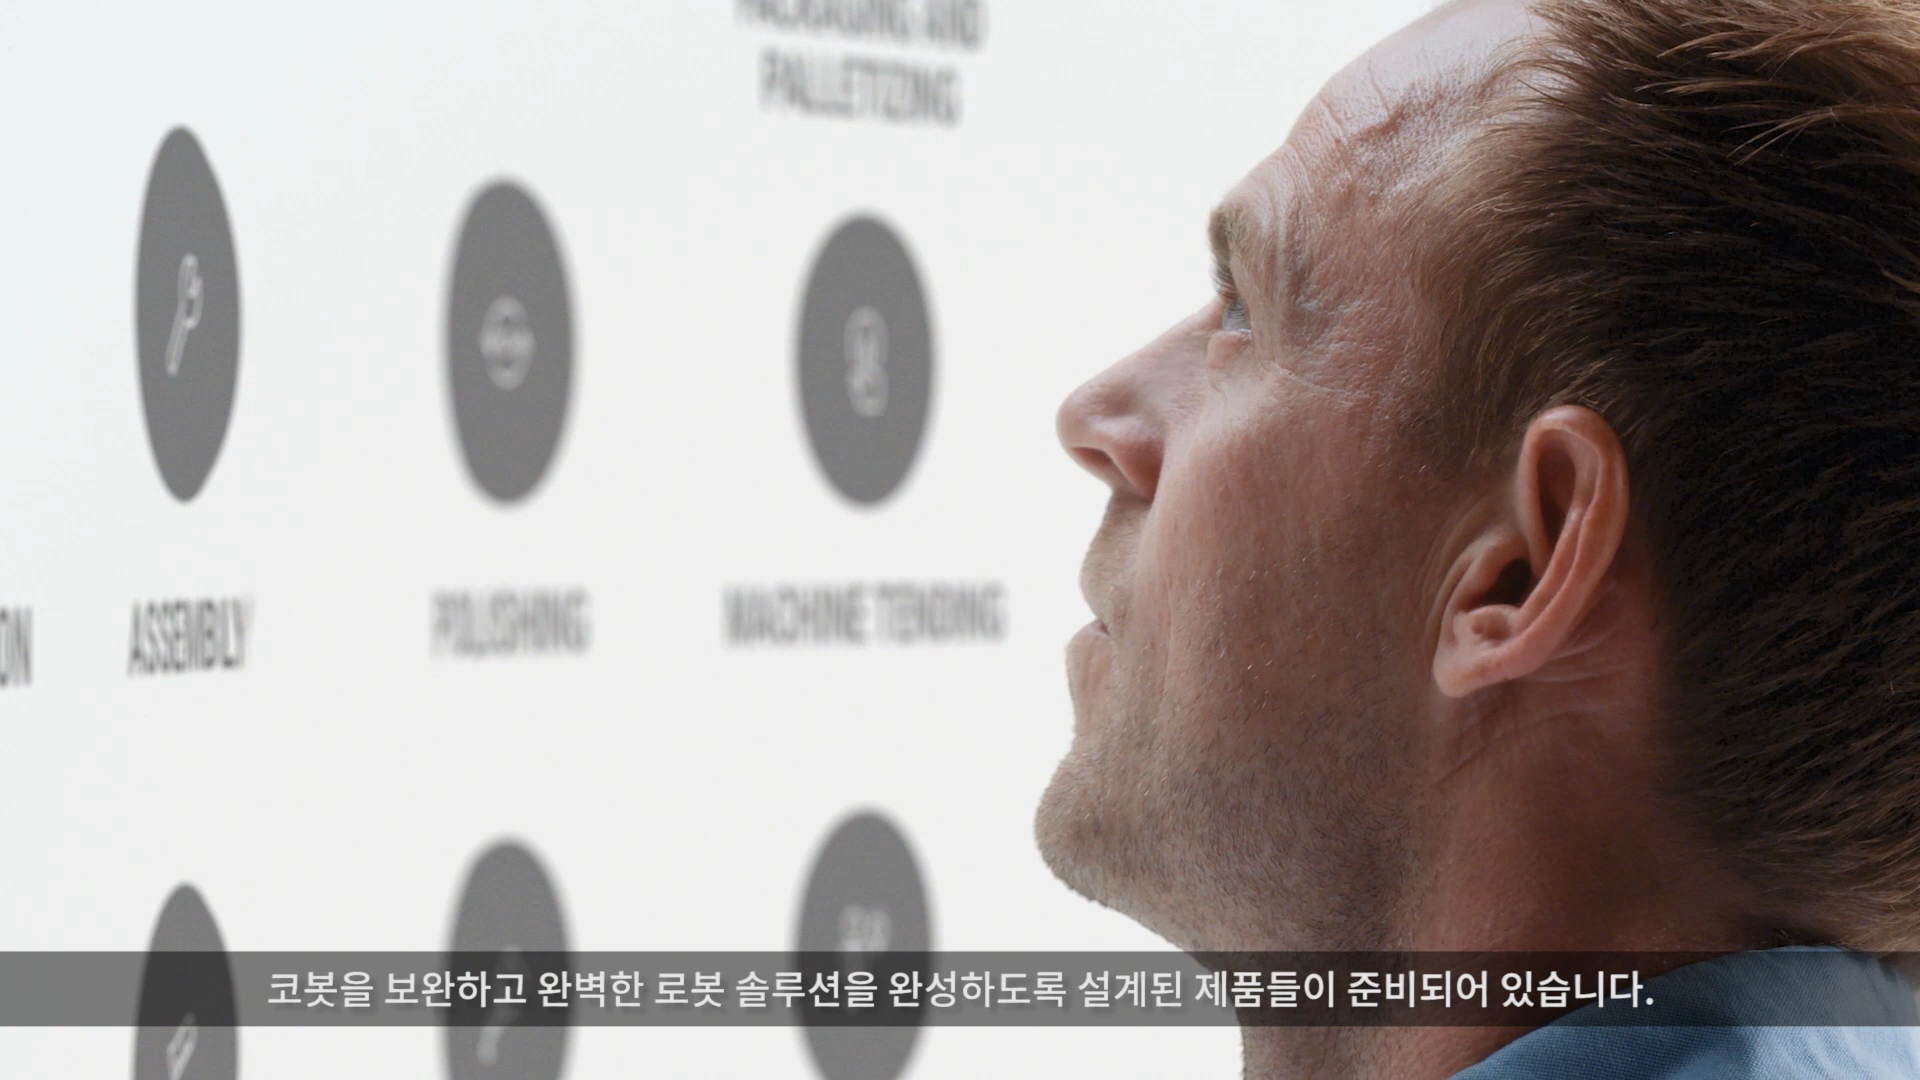 PACKAGING AND
PALLETIZING
ON
ASSEMBLY
POLISHING
MACHINE TENDING
코봇을 보완하고 완벽한 로봇 솔루션을 완성하도록 설계된 제품들이 준비되어 있습니다.